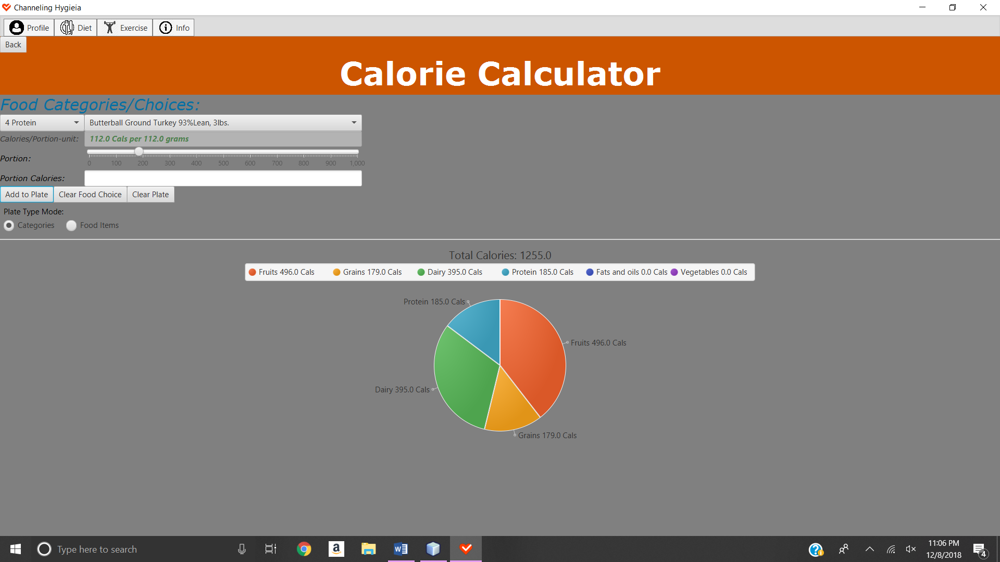 Channeling Hygieia
Profile Diet Exercise Info
Back
Calorie Calculator
Food Categories/Choices:
4 Protein Butterball Ground Turkey 93%Lean, 3lbs.
Calories/Portion-unit: 112.0 Cals per 112.0 grams
Portion:
0 100 200 300 400 500 600 700 800 900 1,000
Portion Calories:
Add to Plate Clear Food Choice Clear Plate
Plate Type Mode:
Categories Food Items
Total Calories: 1255.0
Fruits 496.0 Cals Grains 179.0 Cals Dairy 395.0 Cals Protein 185.0 Cals Fats and oils 0.0 Cals Vegetables 0.0 Cals
Protein 185.0 Cals
Fruits 496.0 Cals
Dairy 395.0 Cals
Grains 179.0 Cals
Type here to search
11:06 PM
12/8/2018
4